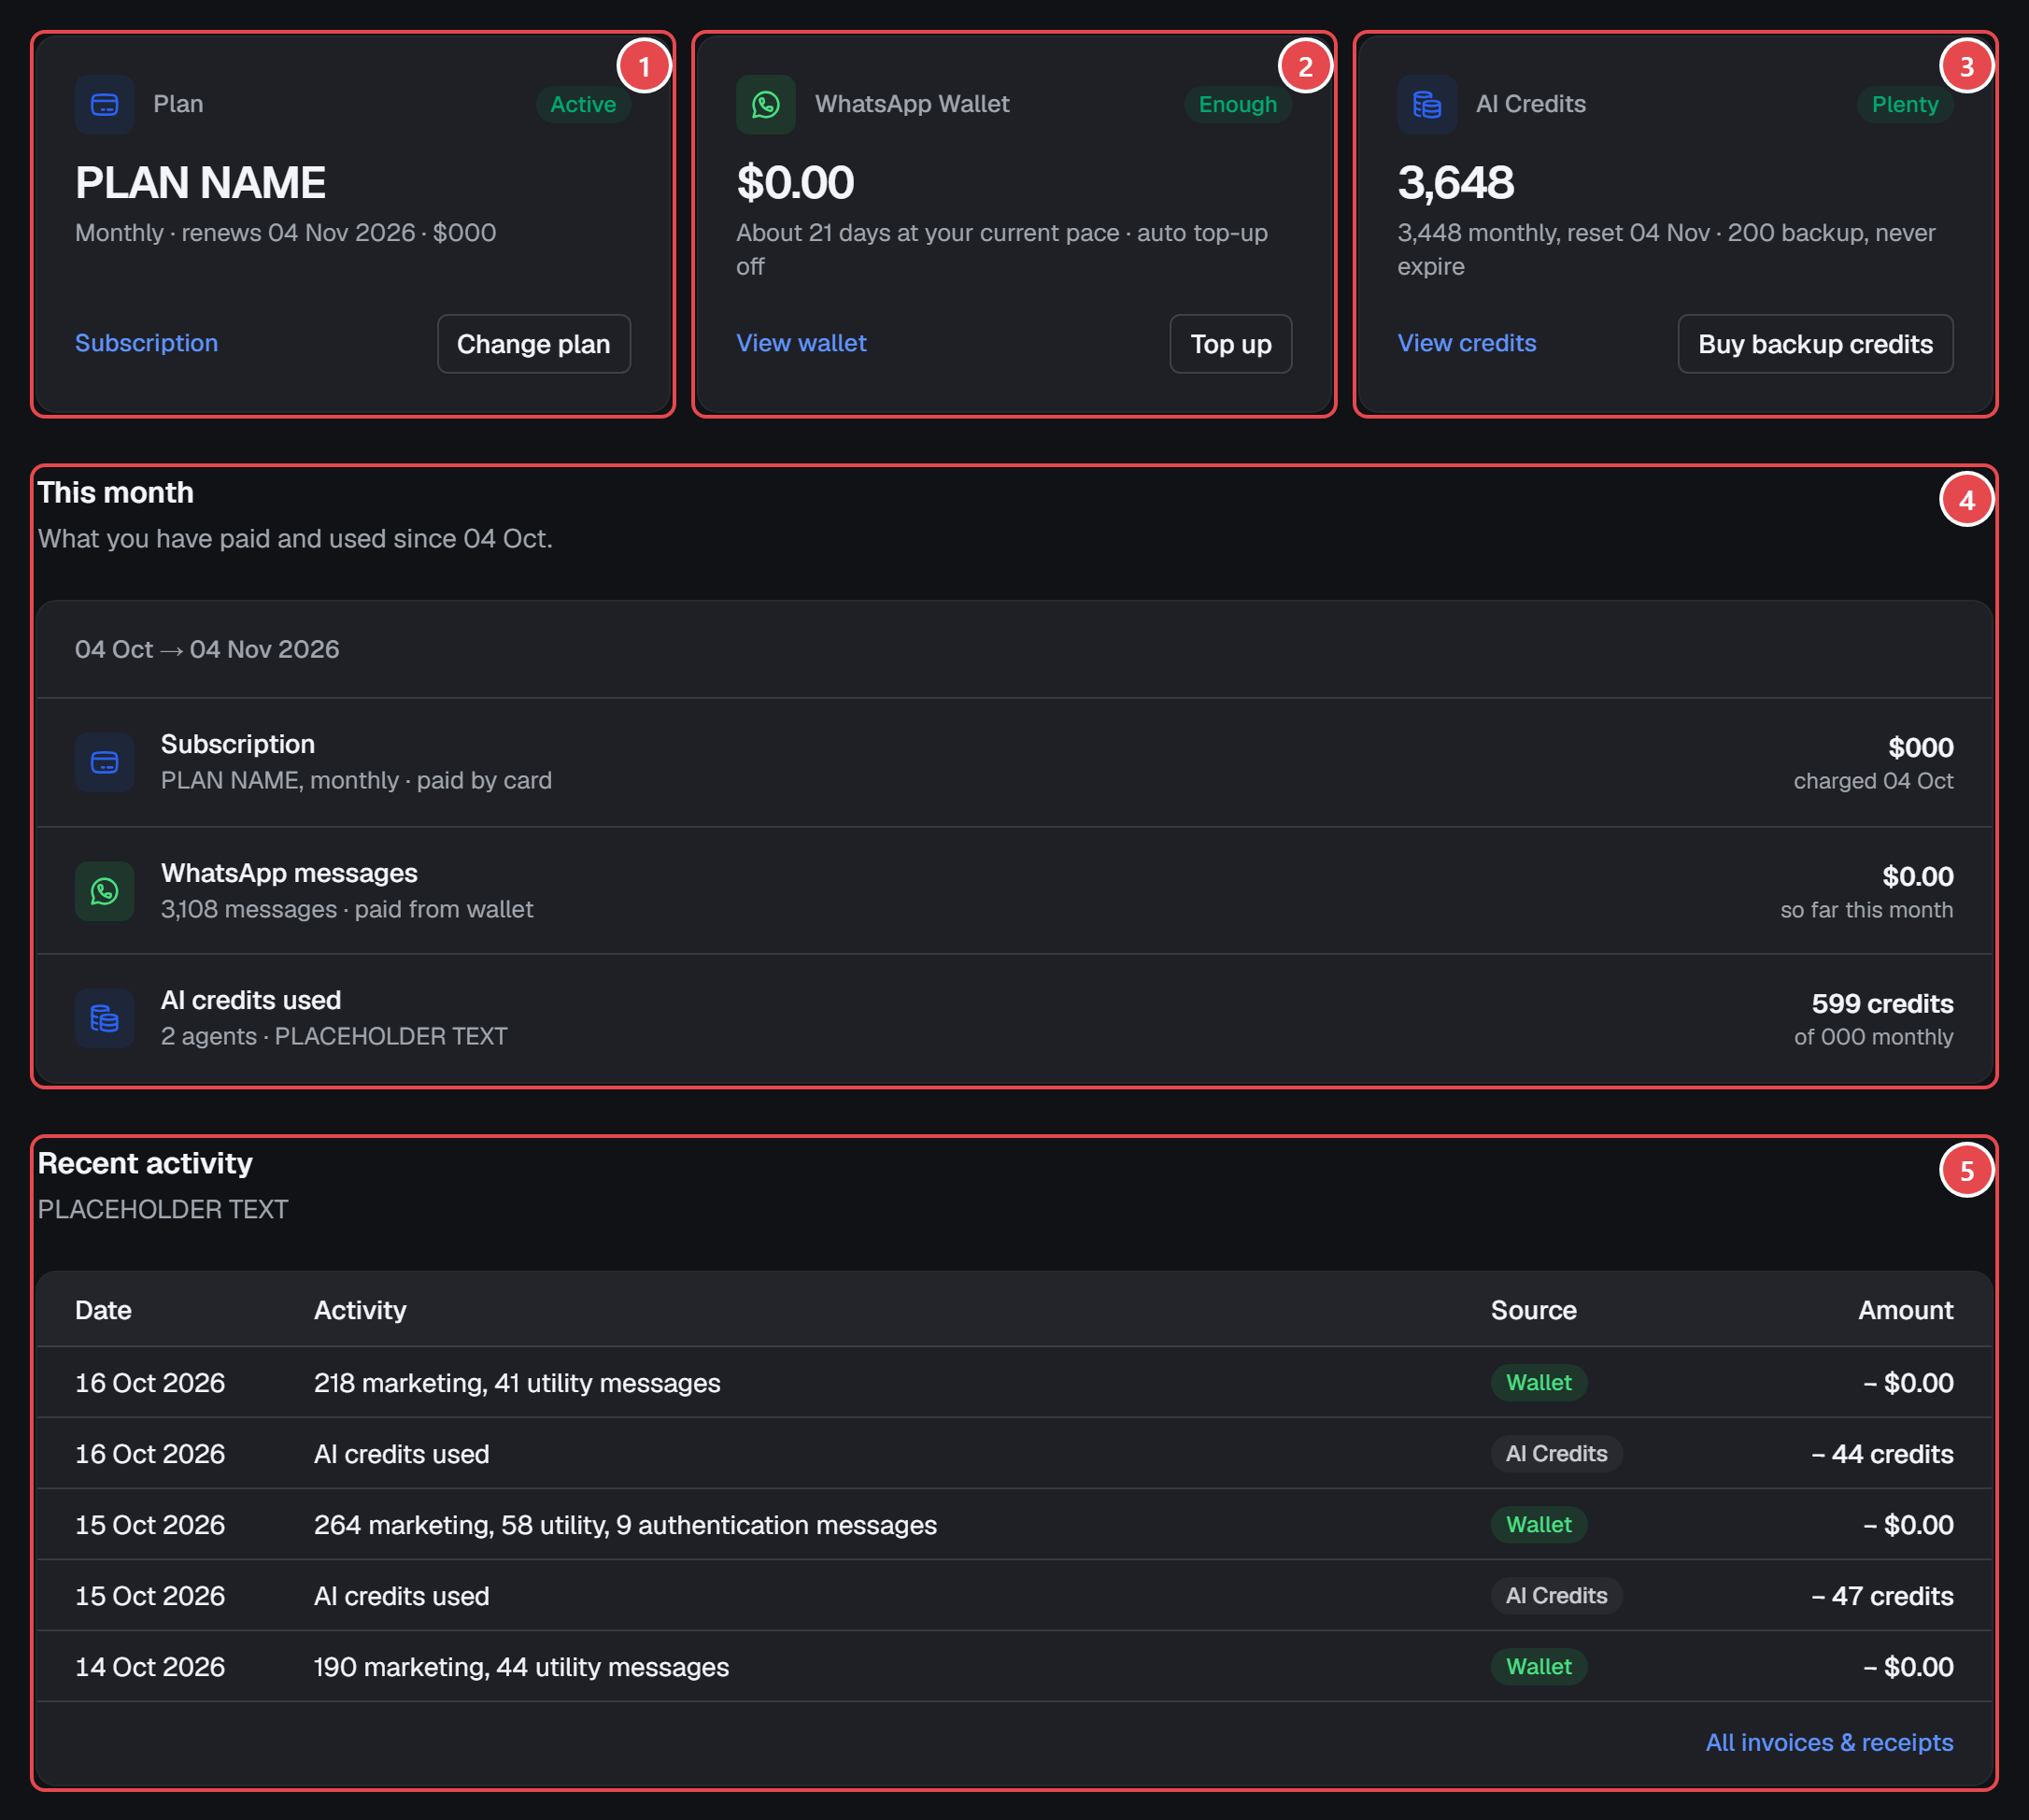 1
Plan
Active
PLAN NAME
Monthly · renews 04 Nov 2026 · $000
Subscription
Change plan
2
WhatsApp Wallet
Enough
$0.00
About 21 days at your current pace · auto top-up
off
View wallet
Top up
3
AI Credits
Plenty
3,648
3,448 monthly, reset 04 Nov · 200 backup, never
expire
View credits
Buy backup credits
4
This month
What you have paid and used since 04 Oct.
04 Oct → 04 Nov 2026
Subscription
PLAN NAME, monthly · paid by card
$000
charged 04 Oct
WhatsApp messages
3,108 messages · paid from wallet
$0.00
so far this month
AI credits used
2 agents · PLACEHOLDER TEXT
599 credits
of 000 monthly
5
Recent activity
PLACEHOLDER TEXT
Date Activity Source Amount
16 Oct 2026 218 marketing, 41 utility messages Wallet – $0.00
16 Oct 2026 AI credits used AI Credits – 44 credits
15 Oct 2026 264 marketing, 58 utility, 9 authentication messages Wallet – $0.00
15 Oct 2026 AI credits used AI Credits – 47 credits
14 Oct 2026 190 marketing, 44 utility messages Wallet – $0.00
All invoices & receipts